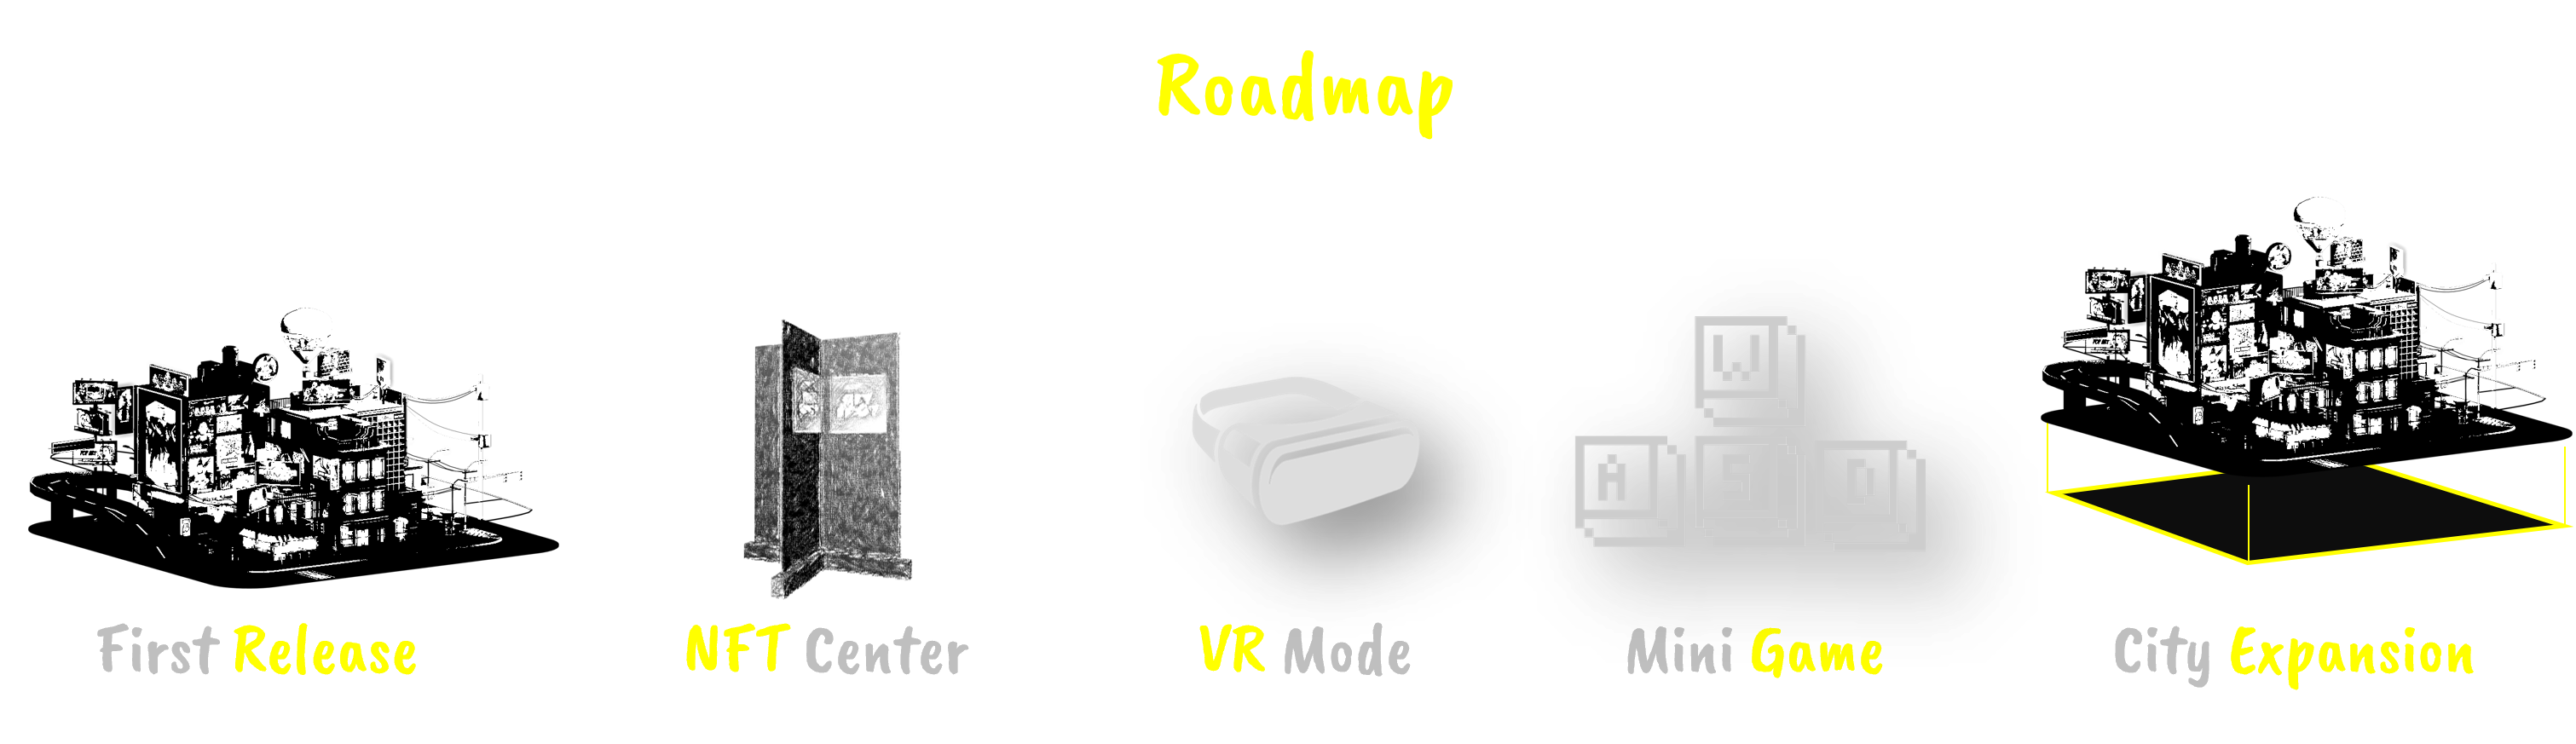 Roadmap
W
A S D
First Release
NFT Center
VR Mode
Mini Game
City Expansion